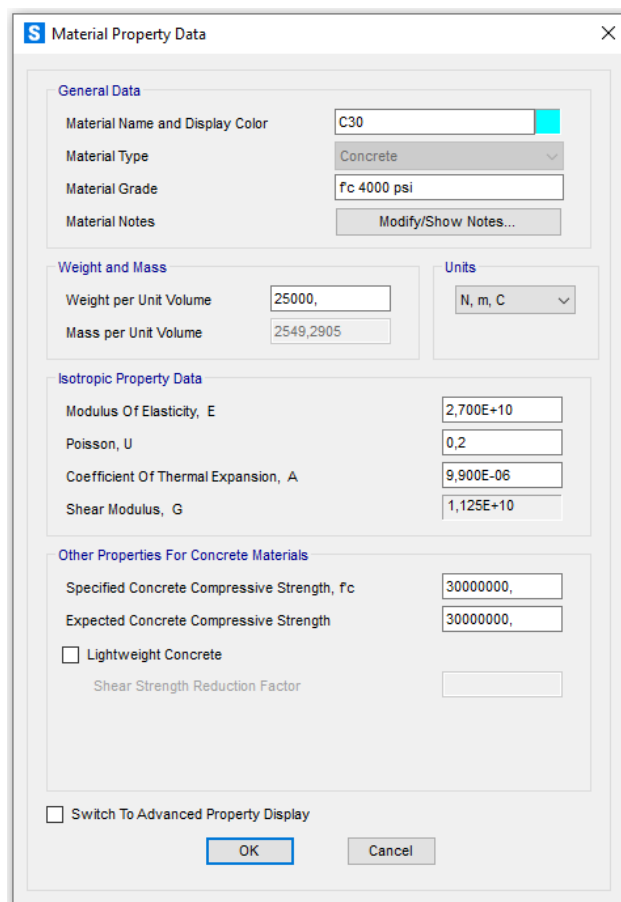 S Material Property Data
General Data
Material Name and Display Color C30
Material Type Concrete
Material Grade f'c 4000 psi
Material Notes Modify/Show Notes...
Weight and Mass
Weight per Unit Volume 25000,
Mass per Unit Volume 2549,2905
Units
N, m, C
Isotropic Property Data
Modulus Of Elasticity, E 2,700E+10
Poisson, U 0,2
Coefficient Of Thermal Expansion, A 9,900E-06
Shear Modulus, G 1,125E+10
Other Properties For Concrete Materials
Specified Concrete Compressive Strength, f'c 30000000,
Expected Concrete Compressive Strength 30000000,
Lightweight Concrete
Shear Strength Reduction Factor
Switch To Advanced Property Display
OK Cancel